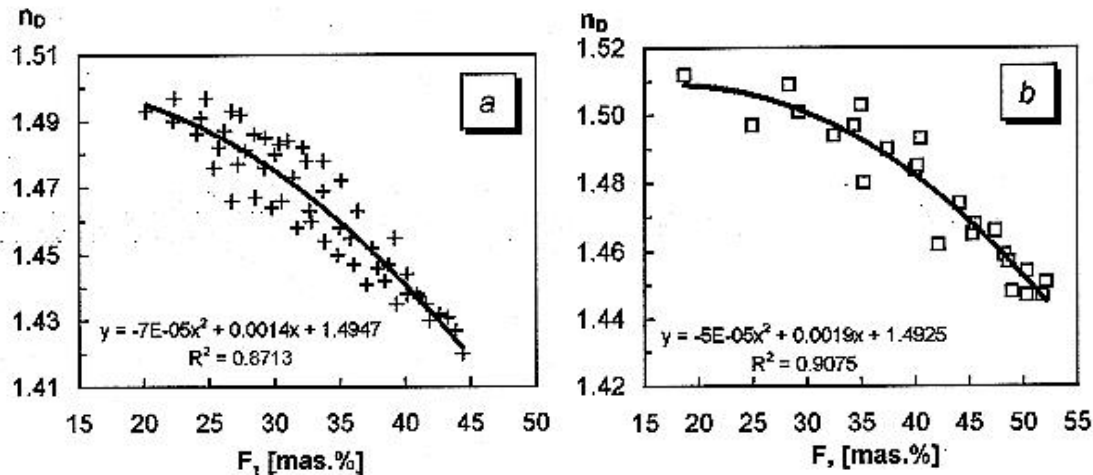 n_D
1.51
1.49
1.47
1.45
1.43
1.41
a
y = -7E-05x² + 0.0014x + 1.4947
R² = 0.8713
15 20 25 30 35 40 45 50
F, [mas.%]
n_D
1.52
1.50
1.48
1.46
1.44
1.42
b
y = -5E-05x² + 0.0019x + 1.4925
R² = 0.9075
15 20 25 30 35 40 45 50 55
F, [mas.%]